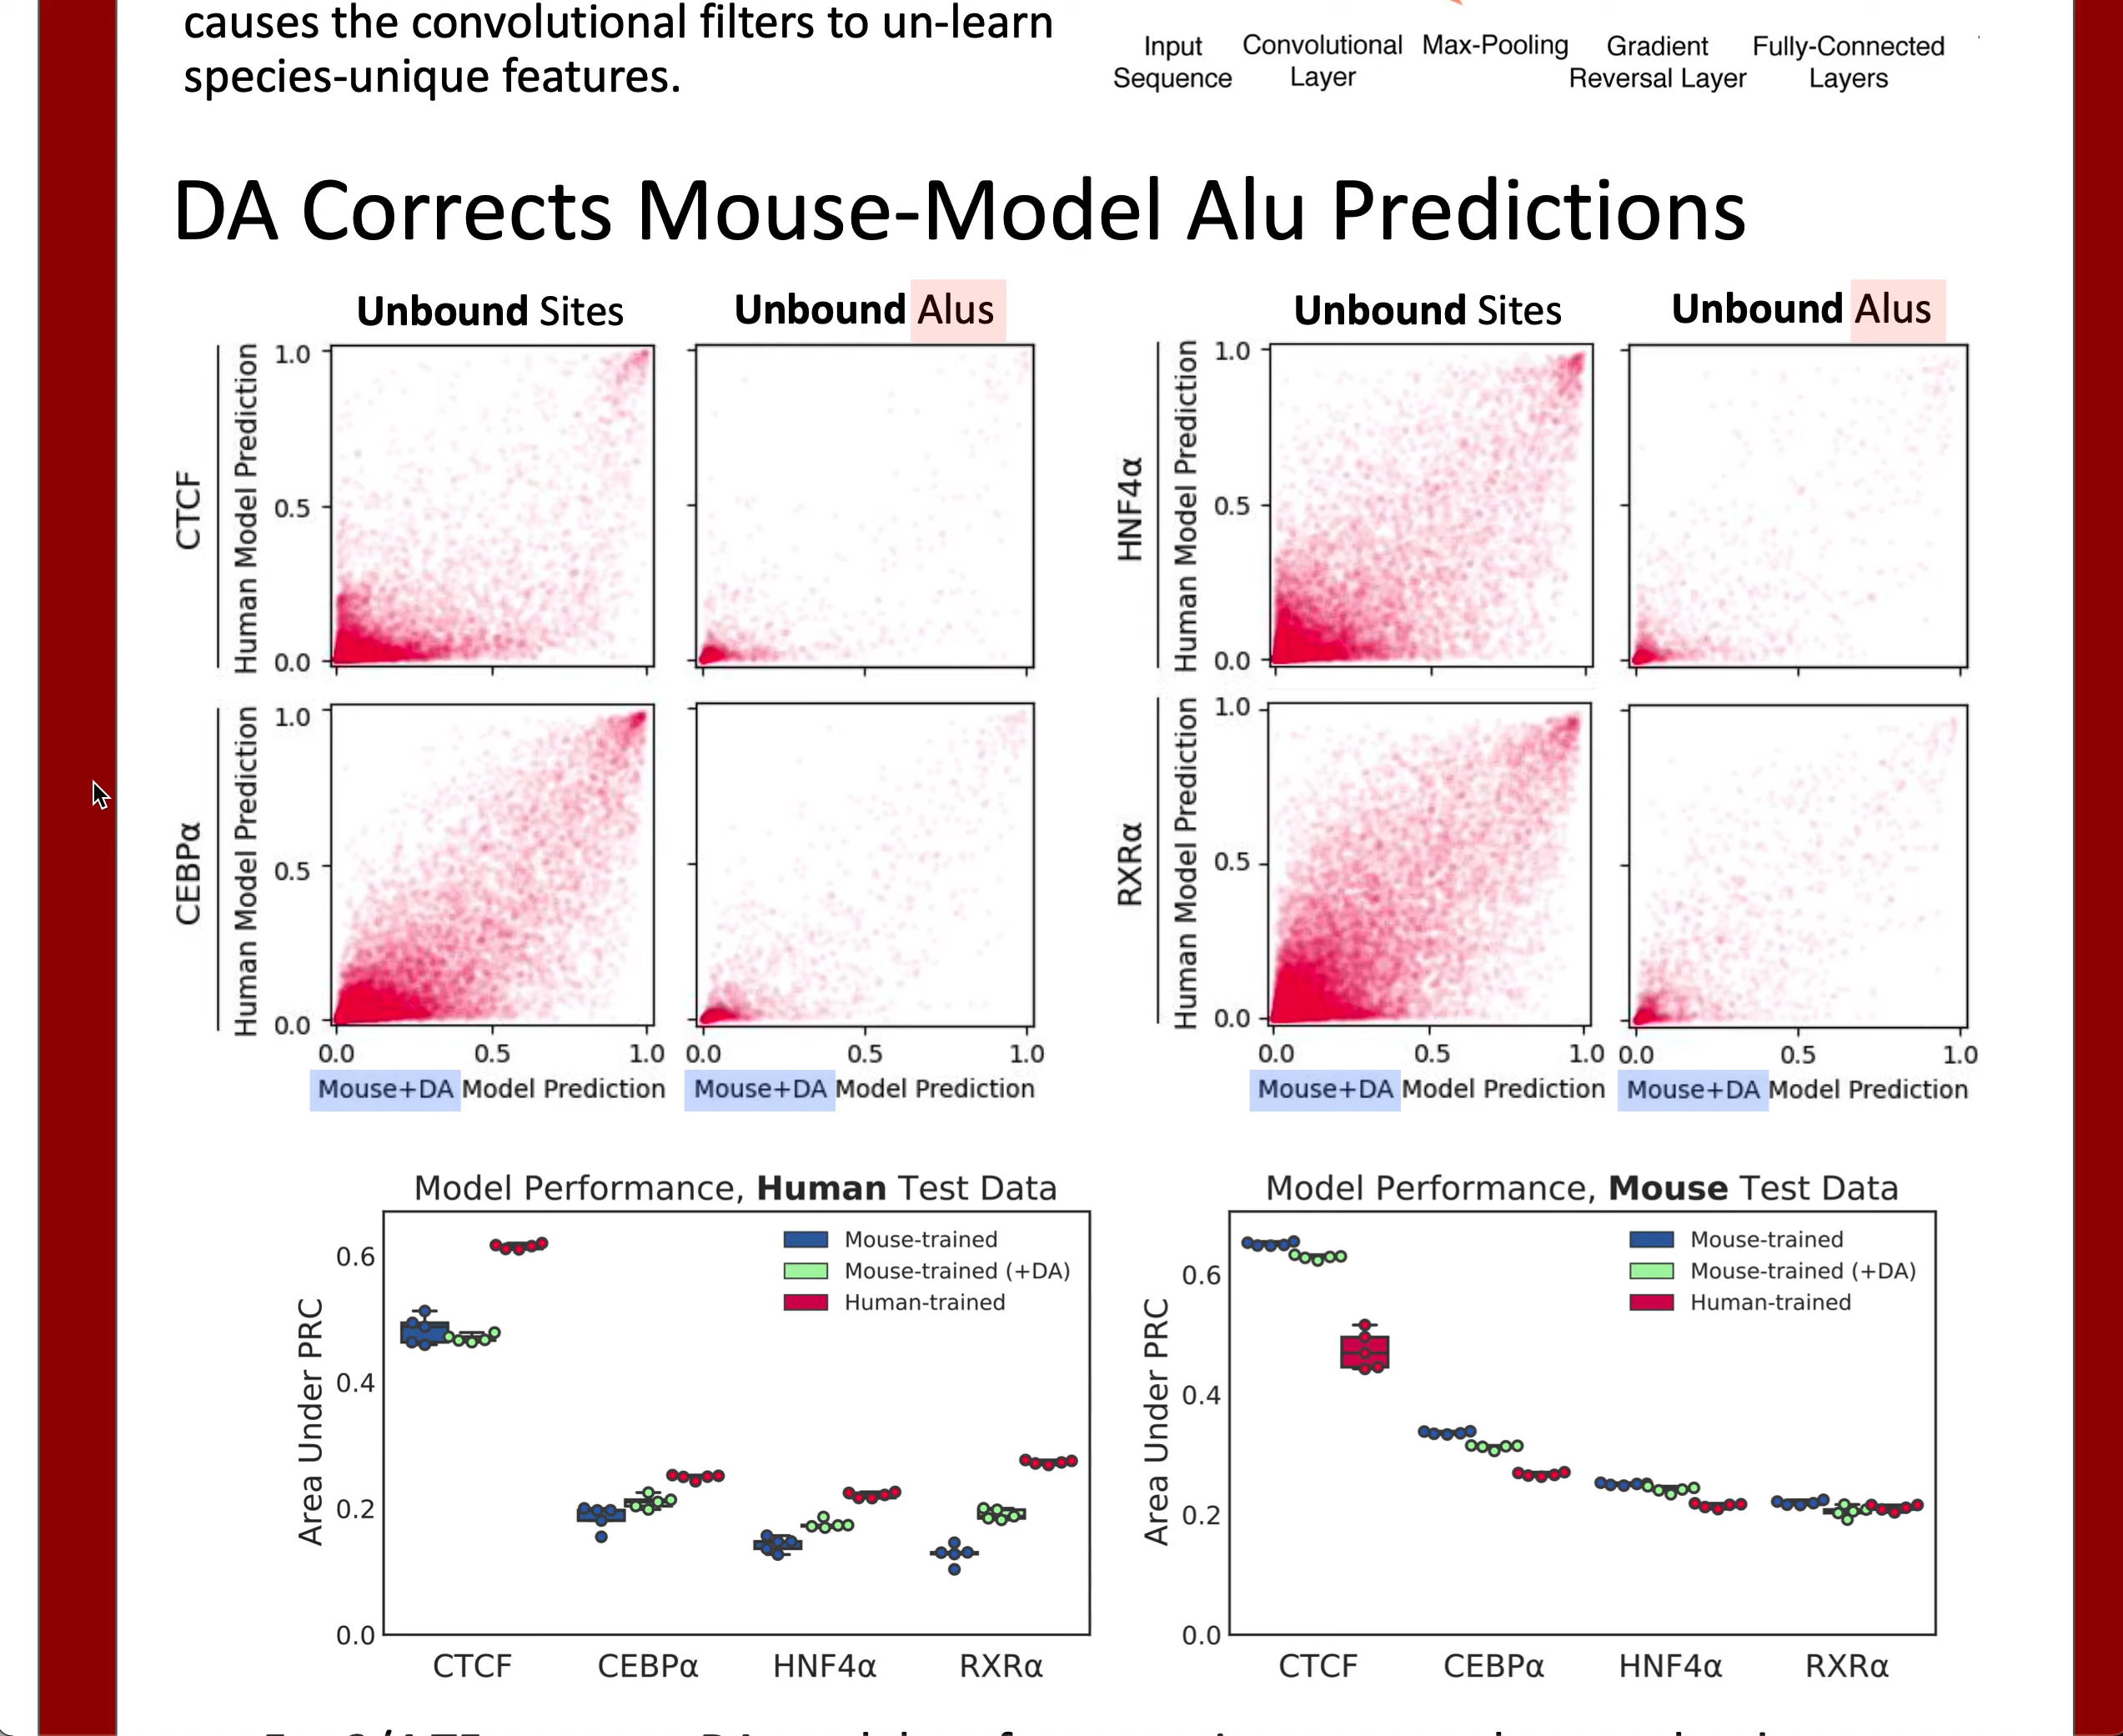 causes the convolutional filters to un-learn
species-unique features.
Input Sequence
Convolutional Layer
Max-Pooling
Gradient Reversal Layer
Fully-Connected Layers
DA Corrects Mouse-Model Alu Predictions
Unbound Sites
Unbound Alus
Unbound Sites
Unbound Alus
CTCF
Human Model Prediction
1.0
0.5
0.0
HNF4α
Human Model Prediction
1.0
0.5
0.0
CEBPα
Human Model Prediction
1.0
0.5
0.0
RXRα
Human Model Prediction
1.0
0.5
0.0
0.0 0.5 1.0
0.0 0.5 1.0
0.0 0.5 1.0
0.0 0.5 1.0
Mouse+DA Model Prediction
Mouse+DA Model Prediction
Mouse+DA Model Prediction
Mouse+DA Model Prediction
Model Performance, Human Test Data
Mouse-trained
Mouse-trained (+DA)
Human-trained
Area Under PRC
0.6
0.4
0.2
0.0
CTCF CEBPα HNF4α RXRα
Model Performance, Mouse Test Data
Mouse-trained
Mouse-trained (+DA)
Human-trained
Area Under PRC
0.6
0.4
0.2
0.0
CTCF CEBPα HNF4α RXRα